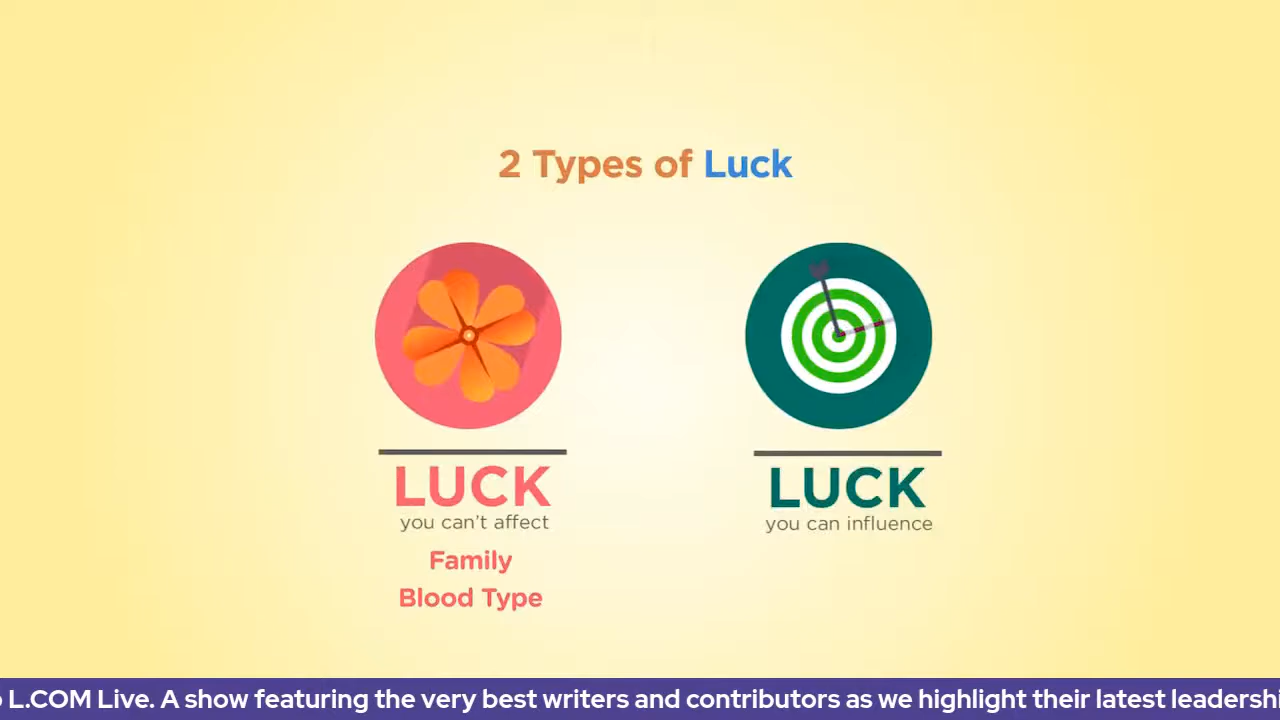 2 Types of Luck
LUCK
you can't affect
Family
Blood Type
LUCK
you can influence
L.COM Live. A show featuring the very best writers and contributors as we highlight their latest